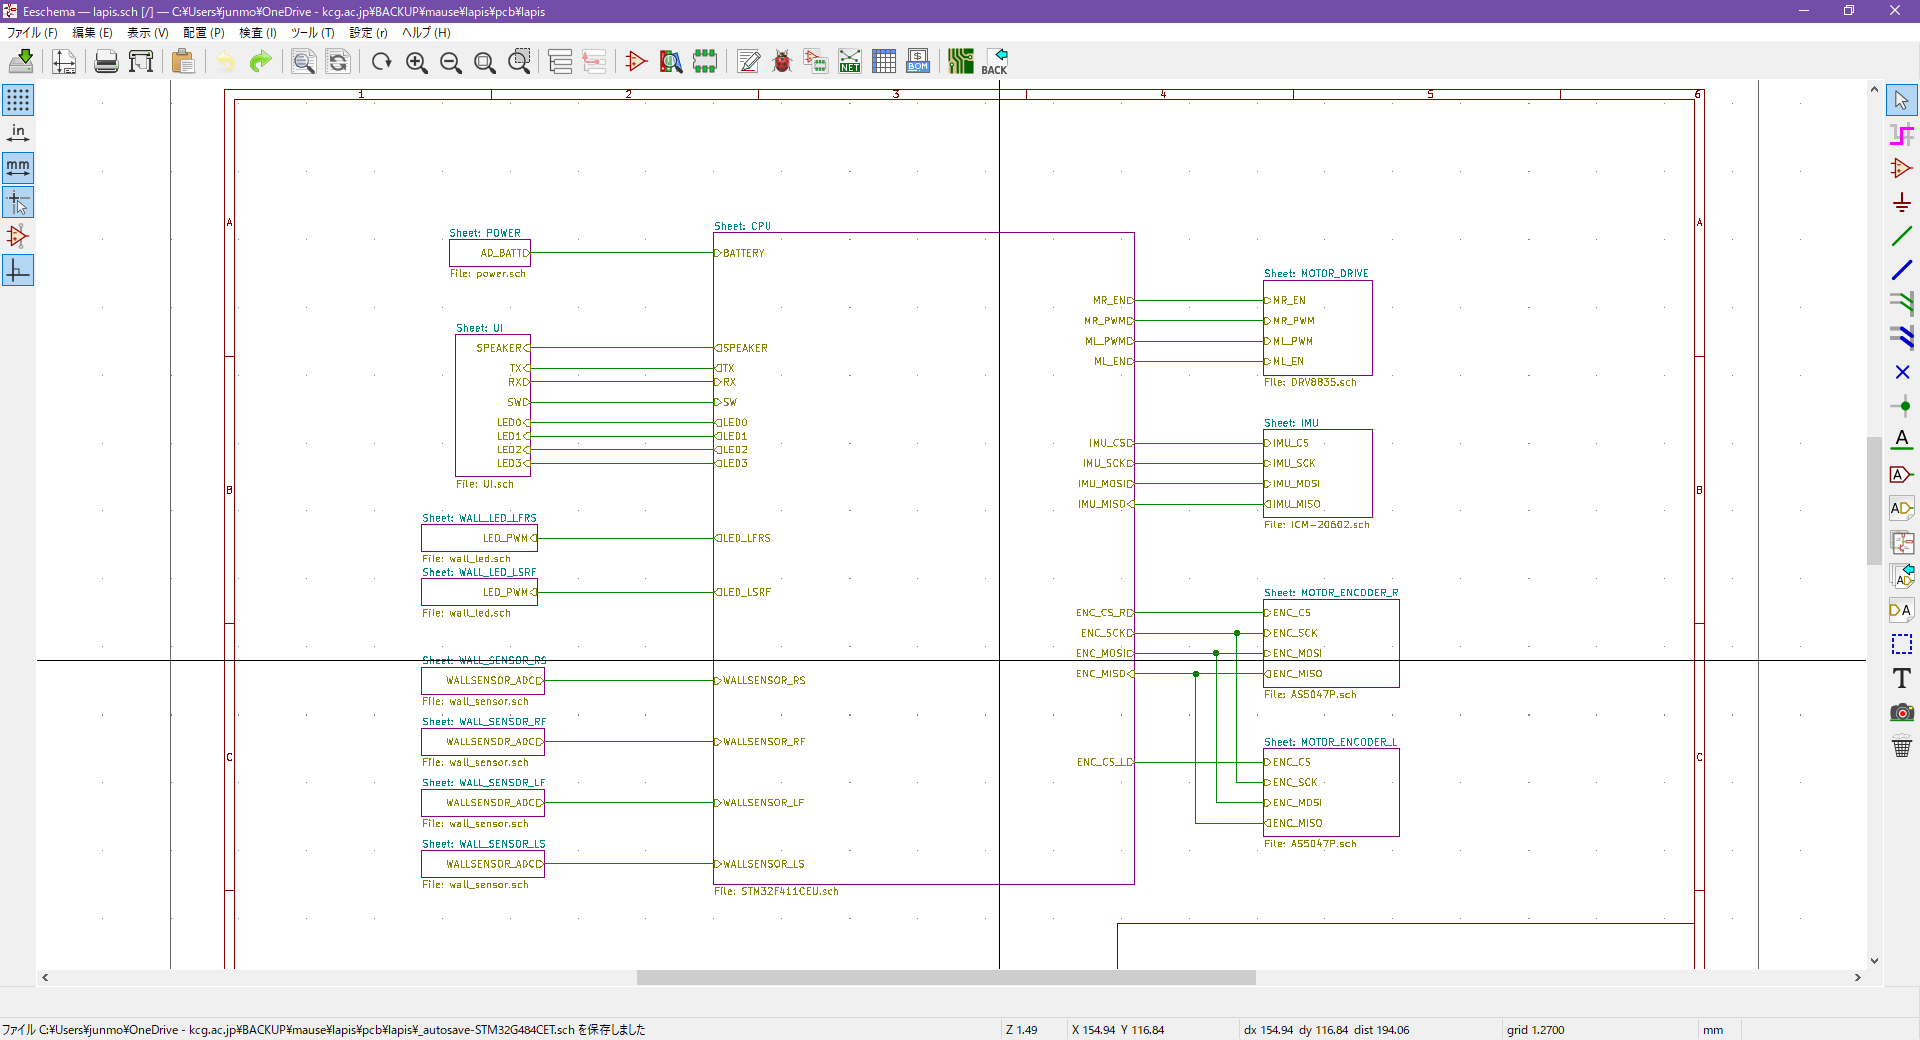 Eeschema — lapis.sch [/] — C:¥Users¥junmo¥OneDrive - kcg.ac.jp¥BACKUP¥mause¥lapis¥pcb¥lapis
ファイル (F) 編集 (E) 表示 (V) 配置 (P) 検査 (I) ツール (T) 設定 (r) ヘルプ (H)
NET
BOM
BACK
in
mm
1 2 3 4 5 6
A
A
B
B
C
C
Sheet: POWER
AD_BATT
File: power.sch
Sheet: UI
SPEAKER
TX
RX
SW
LED0
LED1
LED2
LED3
File: UI.sch
Sheet: WALL_LED_LFRS
LED_PWM
File: wall_led.sch
Sheet: WALL_LED_LSRF
LED_PWM
File: wall_led.sch
Sheet: WALL_SENSOR_RS
WALLSENSOR_ADC
File: wall_sensor.sch
Sheet: WALL_SENSOR_RF
WALLSENSOR_ADC
File: wall_sensor.sch
Sheet: WALL_SENSOR_LF
WALLSENSOR_ADC
File: wall_sensor.sch
Sheet: WALL_SENSOR_LS
WALLSENSOR_ADC
File: wall_sensor.sch
Sheet: CPU
BATTERY
SPEAKER
TX
RX
SW
LED0
LED1
LED2
LED3
LED_LFRS
LED_LSRF
WALLSENSOR_RS
WALLSENSOR_RF
WALLSENSOR_LF
WALLSENSOR_LS
MR_EN
MR_PWM
ML_PWM
ML_EN
IMU_CS
IMU_SCK
IMU_MOSI
IMU_MISO
ENC_CS_R
ENC_SCK
ENC_MOSI
ENC_MISO
ENC_CS_L
File: STM32F411CEU.sch
Sheet: MOTOR_DRIVE
MR_EN
MR_PWM
ML_PWM
ML_EN
File: DRV8835.sch
Sheet: IMU
IMU_CS
IMU_SCK
IMU_MOSI
IMU_MISO
File: ICM-20602.sch
Sheet: MOTOR_ENCODER_R
ENC_CS
ENC_SCK
ENC_MOSI
ENC_MISO
File: AS5047P.sch
Sheet: MOTOR_ENCODER_L
ENC_CS
ENC_SCK
ENC_MOSI
ENC_MISO
File: AS5047P.sch
A
A
AD
AD
DA
T
ファイル C:¥Users¥junmo¥OneDrive - kcg.ac.jp¥BACKUP¥mause¥lapis¥pcb¥lapis¥_autosave-STM32G484CET.sch を保存しました
Z 1.49
X 154.94 Y 116.84
dx 154.94 dy 116.84 dist 194.06
grid 1.2700
mm